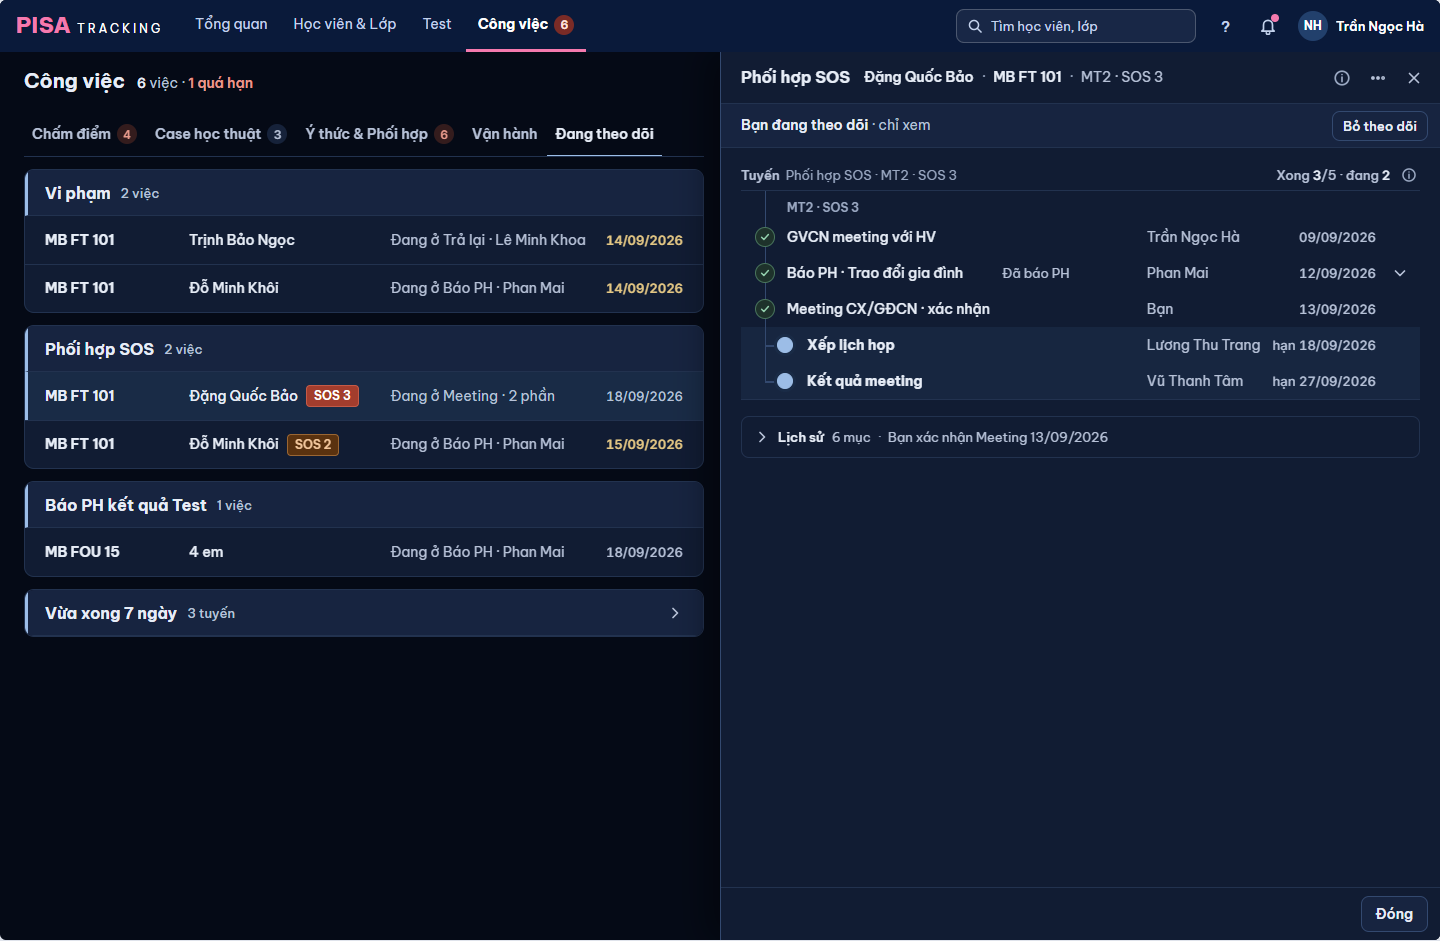 PISA TRACKING Tổng quan Học viên & Lớp Test Công việc 6 Tìm học viên, lớp ? NH Trần Ngọc Hà
Công việc 6 việc · 1 quá hạn
Chấm điểm 4 Case học thuật 3 Ý thức & Phối hợp 6 Vận hành Đang theo dõi
Vi phạm 2 việc
MB FT 101 Trịnh Bảo Ngọc Đang ở Trả lại · Lê Minh Khoa 14/09/2026
MB FT 101 Đỗ Minh Khôi Đang ở Báo PH · Phan Mai 14/09/2026
Phối hợp SOS 2 việc
MB FT 101 Đặng Quốc Bảo SOS 3 Đang ở Meeting · 2 phần 18/09/2026
MB FT 101 Đỗ Minh Khôi SOS 2 Đang ở Báo PH · Phan Mai 15/09/2026
Báo PH kết quả Test 1 việc
MB FOU 15 4 em Đang ở Báo PH · Phan Mai 18/09/2026
Vừa xong 7 ngày 3 tuyến
Phối hợp SOS Đặng Quốc Bảo · MB FT 101 · MT2 · SOS 3
Bạn đang theo dõi · chỉ xem Bỏ theo dõi
Tuyến Phối hợp SOS · MT2 · SOS 3 Xong 3/5 · đang 2
MT2 · SOS 3
GVCN meeting với HV Trần Ngọc Hà 09/09/2026
Báo PH · Trao đổi gia đình Đã báo PH Phan Mai 12/09/2026
Meeting CX/GĐCN · xác nhận Bạn 13/09/2026
Xếp lịch họp Lương Thu Trang hạn 18/09/2026
Kết quả meeting Vũ Thanh Tâm hạn 27/09/2026
Lịch sử 6 mục · Bạn xác nhận Meeting 13/09/2026
Đóng